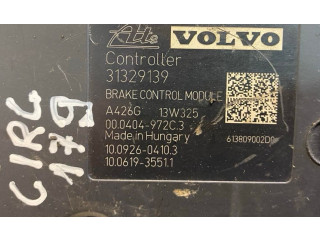 Ate VOLVO
Controller
31329139
BRAKE CONTROL MODULE
A426G 13W325
00.0404-972C.3
Made in Hungary
613809002D0
10.0926-0410.3
10.0619-3551.1
CIRC
179